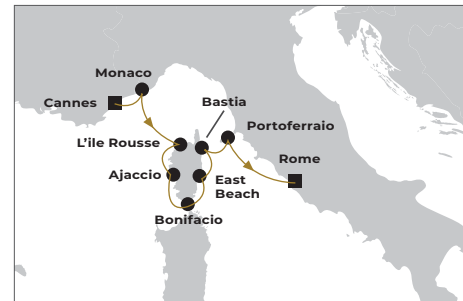 Monaco
Cannes
Bastia
Portoferraio
L'ile Rousse
Rome
Ajaccio
East
Beach
Bonifacio